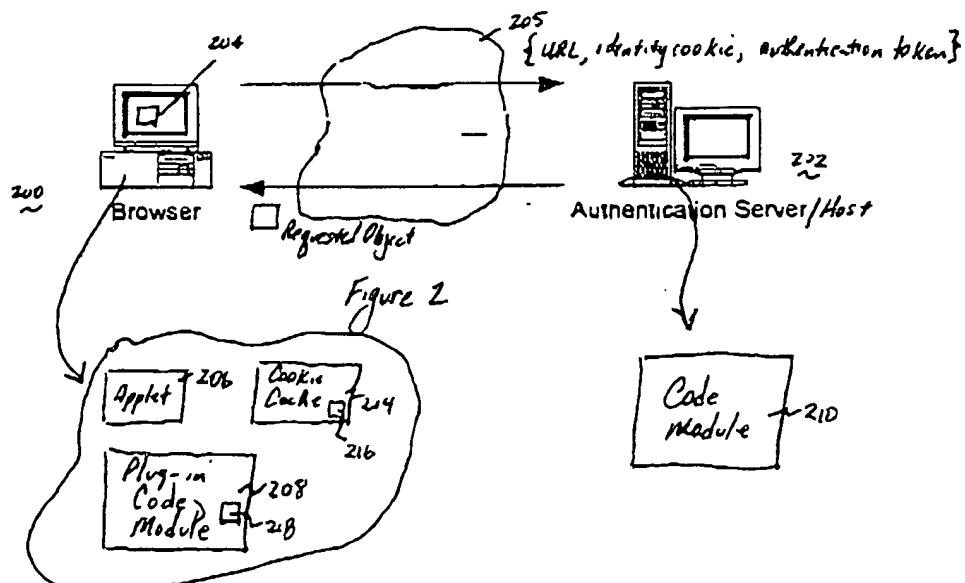 205
{URL, identity cookie, authentication token}
204
200
Browser
202
Authentication Server/Host
Requested Object
Figure 2
Applet
206
Cookie
Cache
214
216
Plug-in
Code
Module
208
218
Code
Module
210